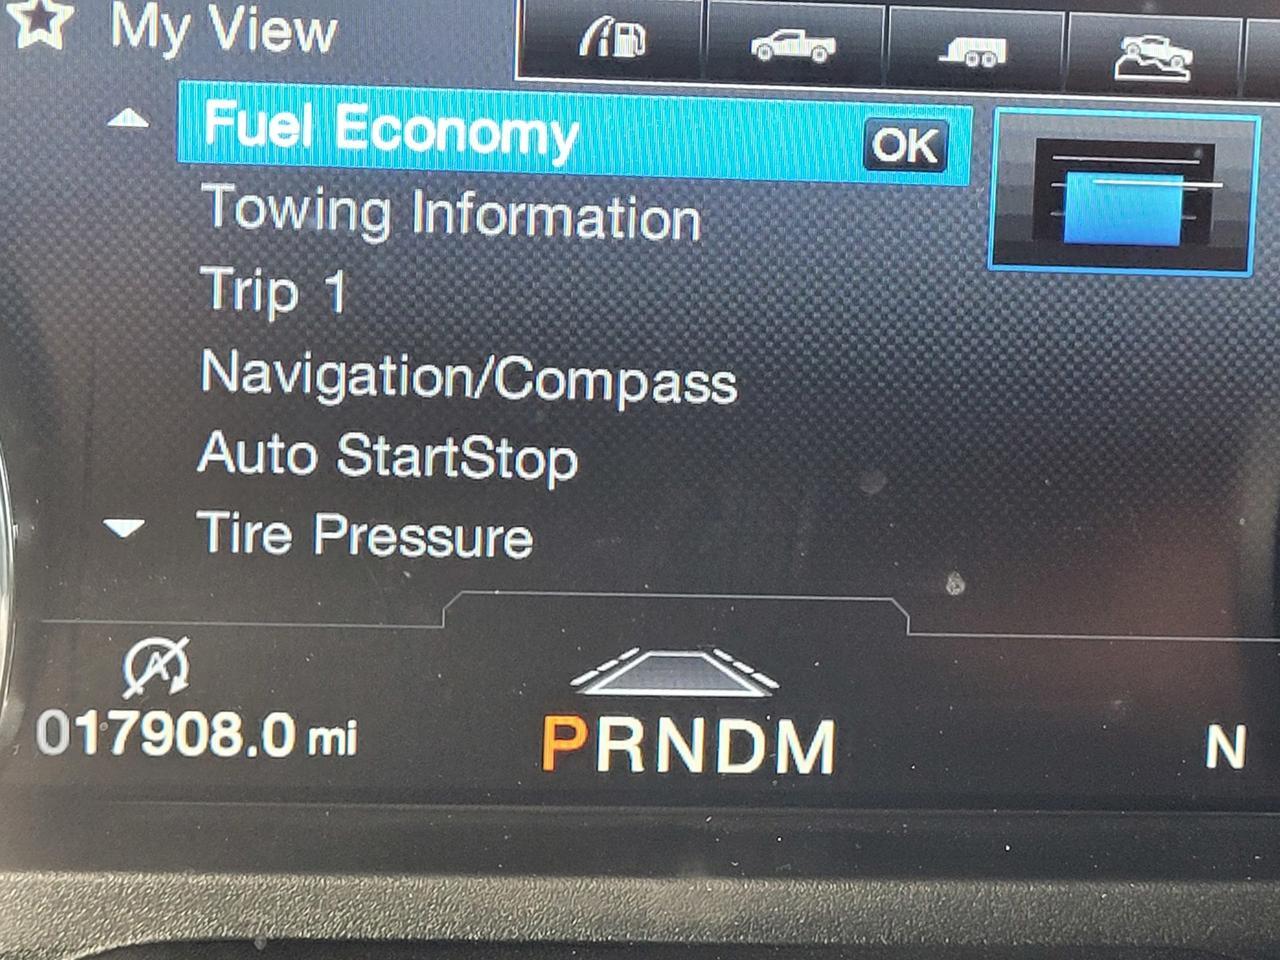 My View
Fuel Economy OK
Towing Information
Trip 1
Navigation/Compass
Auto StartStop
Tire Pressure
A
017908.0 mi PRNDM N